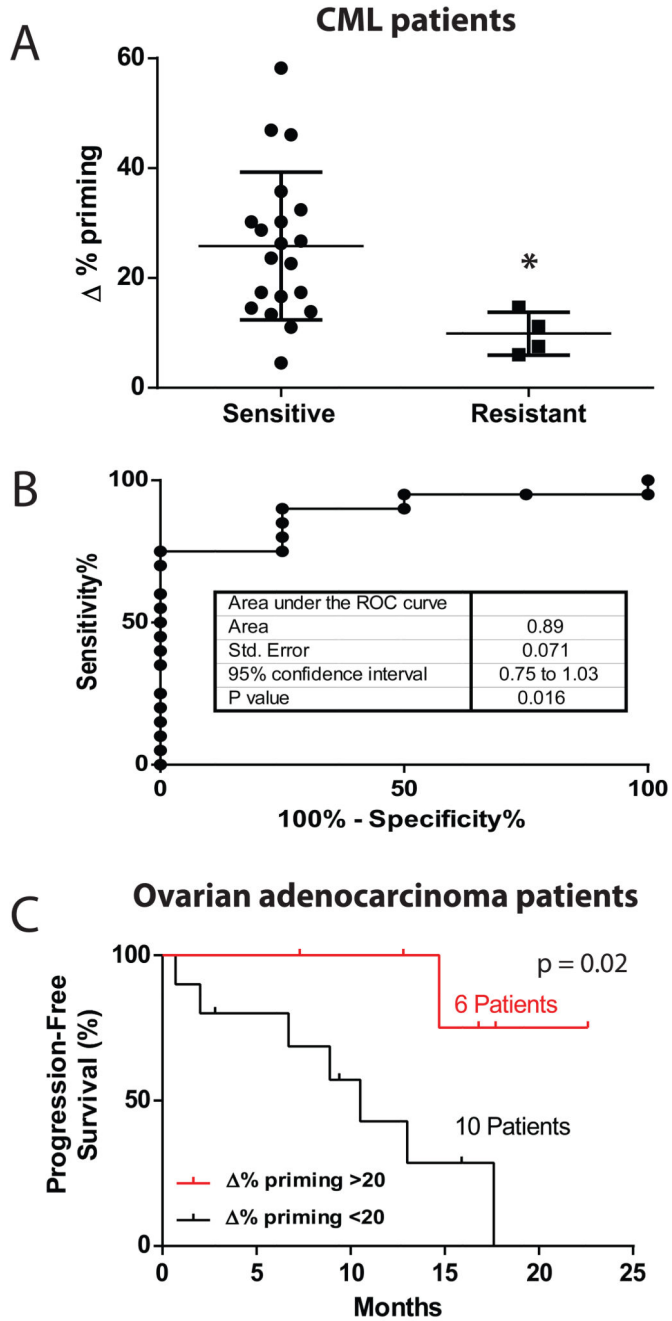 A
CML patients
Δ % priming
60
40
20
0
*
Sensitive
Resistant
B
Sensitivity%
100
50
0
Area under the ROC curve
Area 0.89
Std. Error 0.071
95% confidence interval 0.75 to 1.03
P value 0.016
0 50 100
100% - Specificity%
C
Ovarian adenocarcinoma patients
Progression-Free
Survival (%)
100
50
0
p = 0.02
6 Patients
10 Patients
Δ% priming >20
Δ% priming <20
0 5 10 15 20 25
Months